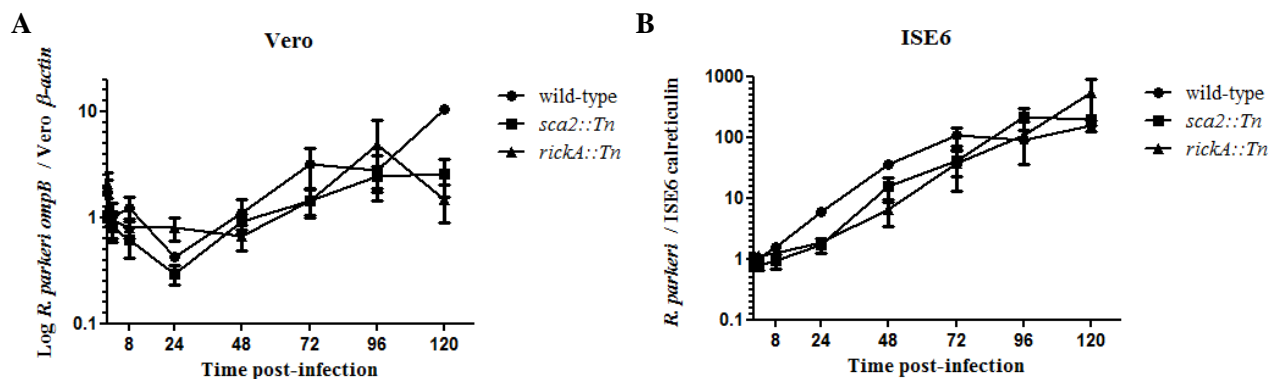 A
Vero
Log R. parkeri ompB / Vero β-actin
10
1
0.1
8 24 48 72 96 120
Time post-infection
wild-type
sca2::Tn
rickA::Tn
B
ISE6
R. parkeri / ISE6 calreticulin
1000
100
10
1
0.1
8 24 48 72 96 120
Time post-infection
wild-type
sca2::Tn
rickA::Tn